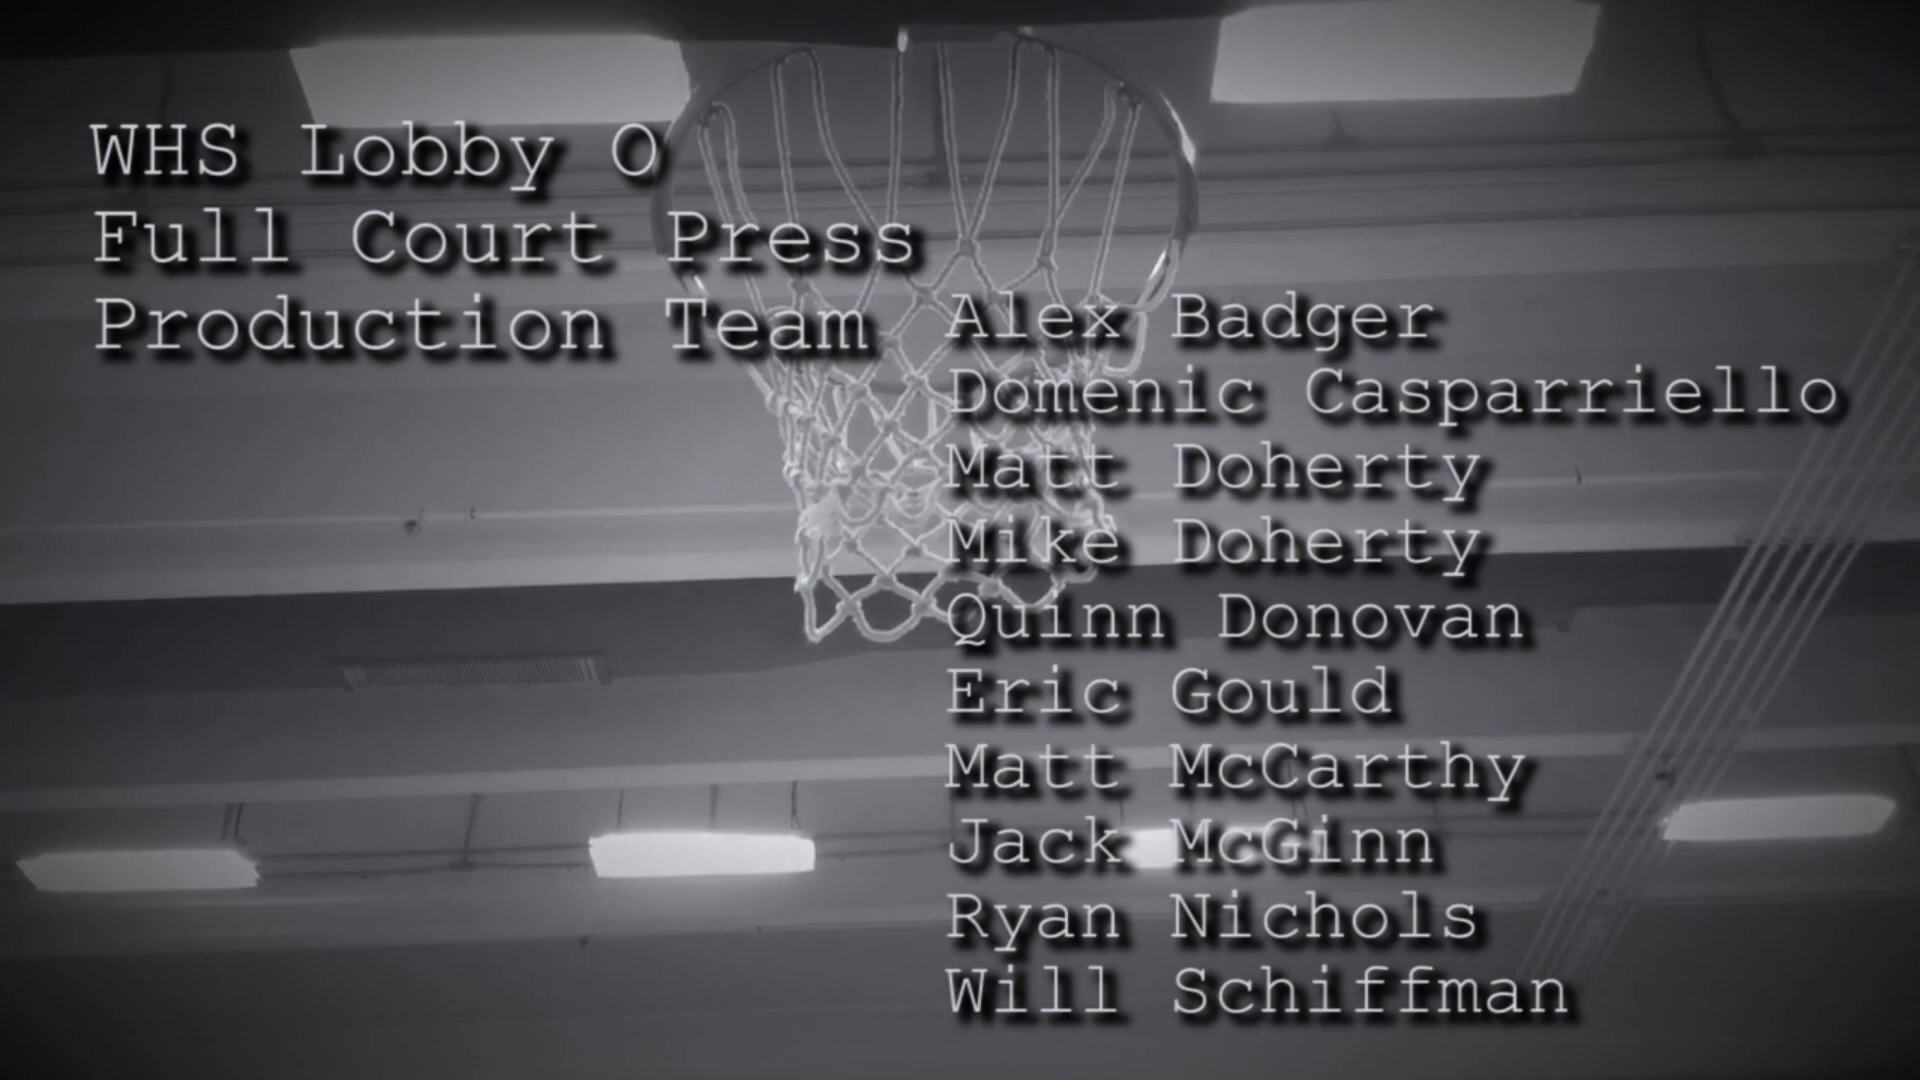 WHS Lobby O
Full Court Press
Production Team
Alex Badger
Domenic Casparriello
Matt Doherty
Mike Doherty
Quinn Donovan
Eric Gould
Matt McCarthy
Jack McGinn
Ryan Nichols
Will Schiffman